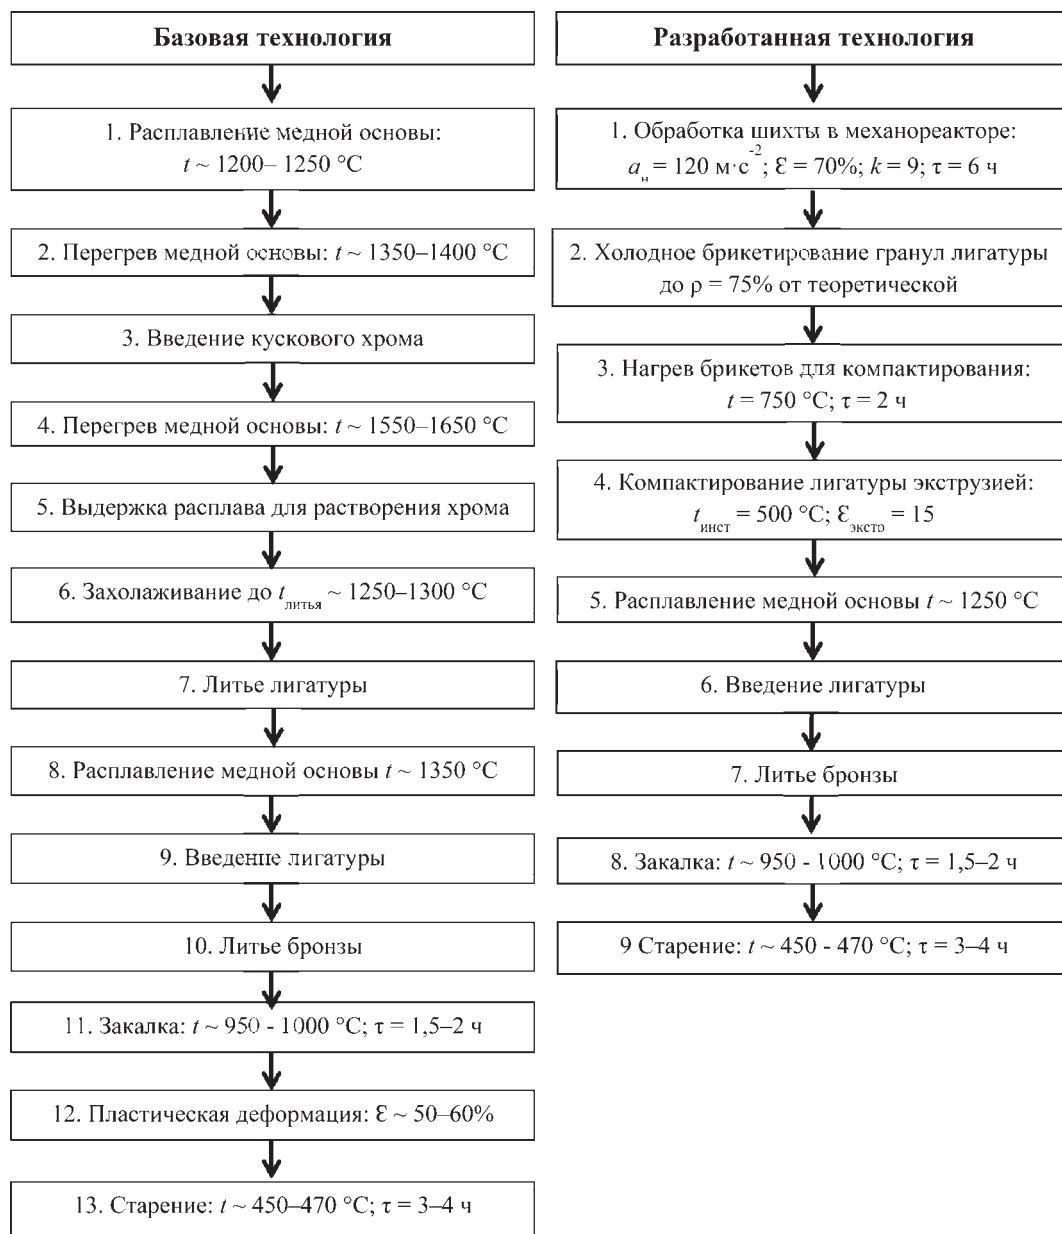 Базовая технология
1. Расплавление медной основы:
t ~ 1200– 1250 °C
2. Перегрев медной основы: t ~ 1350–1400 °C
3. Введение кускового хрома
4. Перегрев медной основы: t ~ 1550–1650 °C
5. Выдержка расплава для растворения хрома
6. Захолаживание до t литья ~ 1250–1300 °C
7. Литье лигатуры
8. Расплавление медной основы t ~ 1350 °C
9. Введение лигатуры
10. Литье бронзы
11. Закалка: t ~ 950 - 1000 °C; τ = 1,5–2 ч
12. Пластическая деформация: Ɛ ~ 50–60%
13. Старение: t ~ 450–470 °C; τ = 3–4 ч
Разработанная технология
1. Обработка шихты в механореакторе:
aн = 120 м·с-2; Ɛ = 70%; k = 9; τ = 6 ч
2. Холодное брикетирование гранул лигатуры
до ρ = 75% от теоретической
3. Нагрев брикетов для компактирования:
t = 750 °C; τ = 2 ч
4. Компактирование лигатуры экструзией:
tинст = 500 °C; Ɛэкстр = 15
5. Расплавление медной основы t ~ 1250 °C
6. Введение лигатуры
7. Литье бронзы
8. Закалка: t ~ 950 - 1000 °C; τ = 1,5–2 ч
9 Старение: t ~ 450 - 470 °C; τ = 3–4 ч